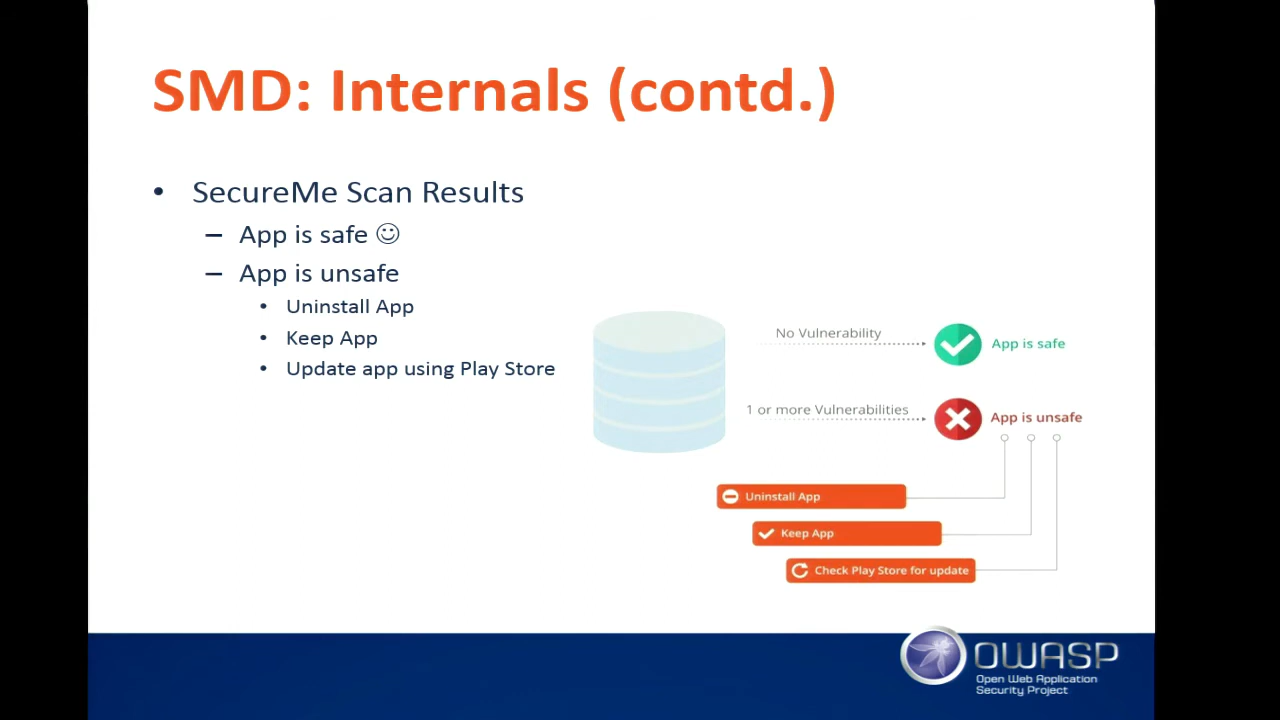 SMD: Internals (contd.)
• SecureMe Scan Results
– App is safe ☺
– App is unsafe
• Uninstall App
• Keep App
• Update app using Play Store
No Vulnerability
App is safe
1 or more Vulnerabilities
App is unsafe
Uninstall App
Keep App
Check Play Store for update
OWASP
Open Web Application
Security Project